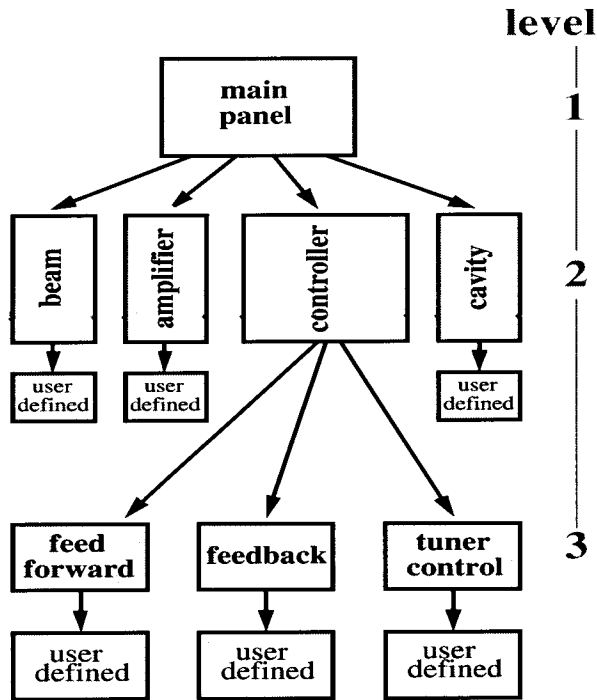 level
main
panel
1
beam
amplifier
controller
cavity
2
user
defined
user
defined
user
defined
feed
forward
feedback
tuner
control
3
user
defined
user
defined
user
defined